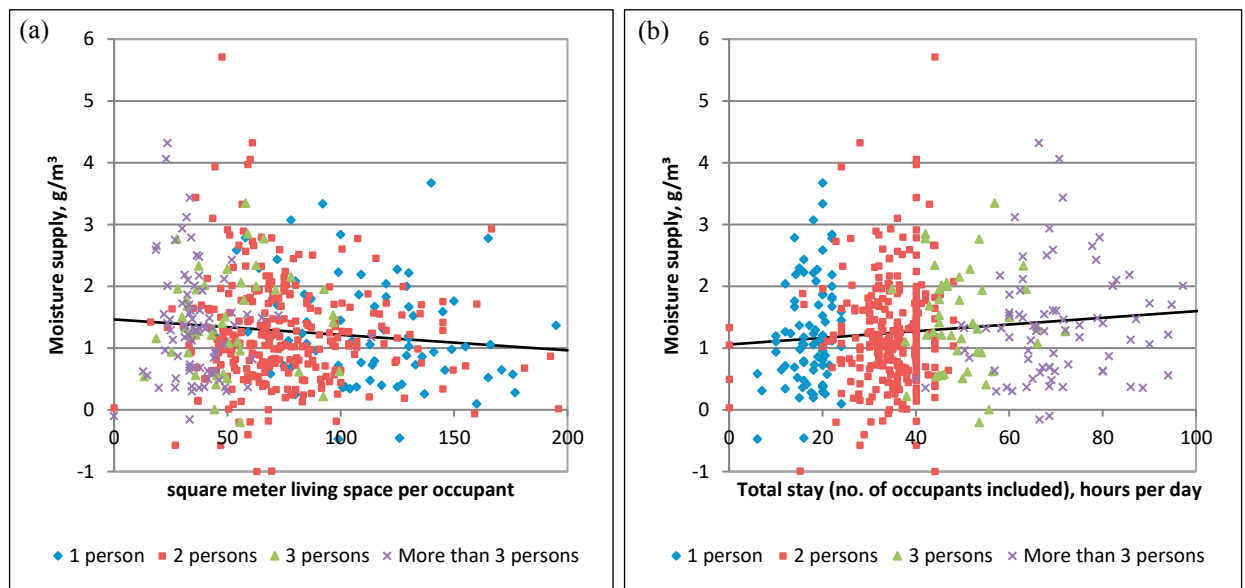 (a)
Moisture supply, g/m³
6
5
4
3
2
1
0
-1
0 50 100 150 200
square meter living space per occupant
1 person 2 persons 3 persons More than 3 persons
(b)
Moisture supply, g/m³
6
5
4
3
2
1
0
-1
0 20 40 60 80 100
Total stay (no. of occupants included), hours per day
1 person 2 persons 3 persons More than 3 persons